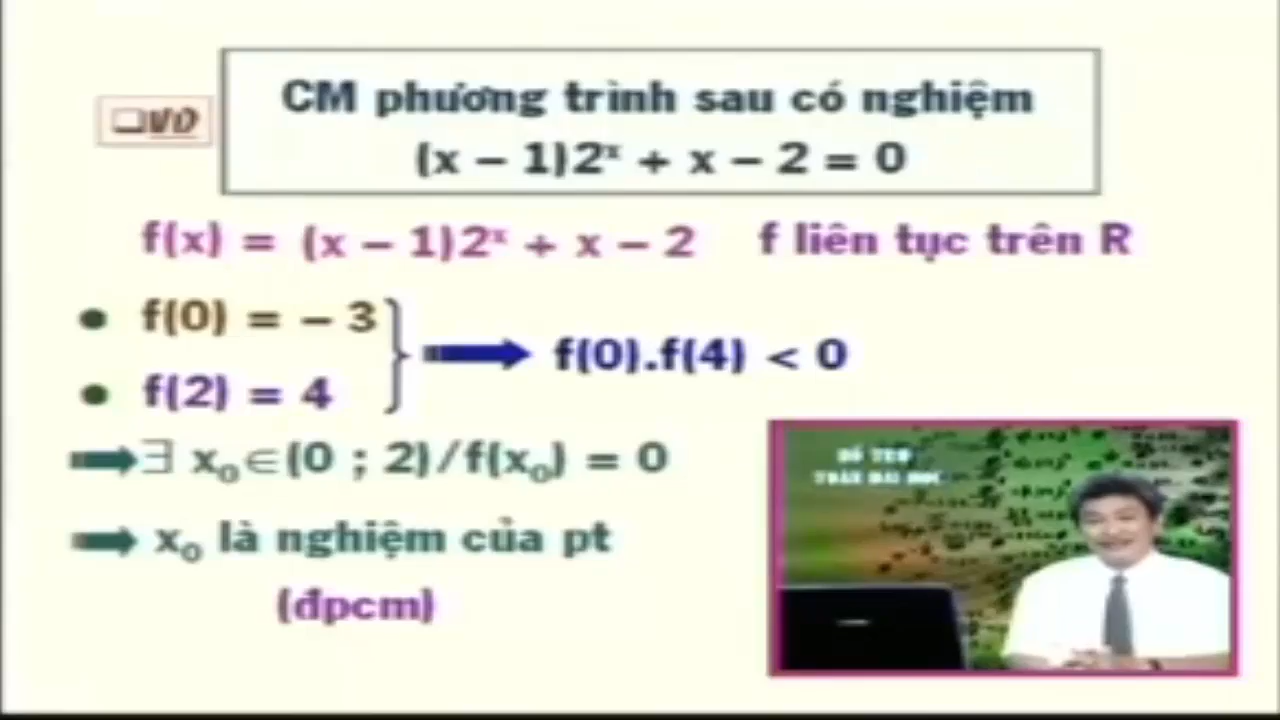 CM phương trình sau có nghiệm
❑VD
(x – 1)2ˣ + x – 2 = 0
f(x) = (x – 1)2ˣ + x – 2 f liên tục trên R
• f(0) = – 3
f(0).f(4) < 0
• f(2) = 4
∃ x₀∈(0 ; 2)/f(x₀) = 0
x₀ là nghiệm của pt
(đpcm)